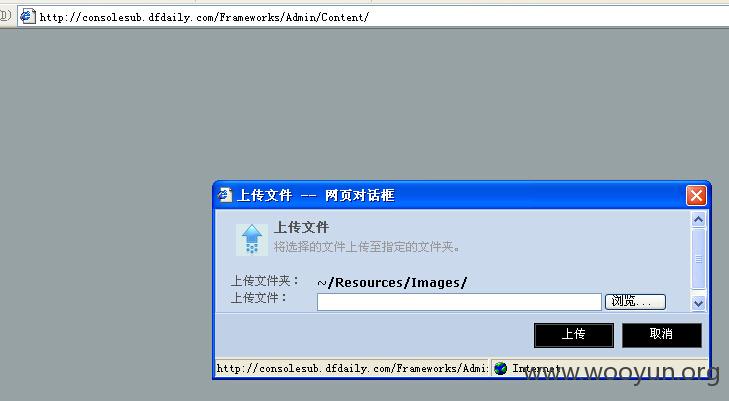 http://consolesub.dfdaily.com/Frameworks/Admin/Content/
上传文件 -- 网页对话框
上传文件
将选择的文件上传至指定的文件夹。
上传文件夹： ~/Resources/Images/
上传文件： 浏览...
上传 取消
http://consolesub.dfdaily.com/Frameworks/Admi Internet
www.wooyun.org